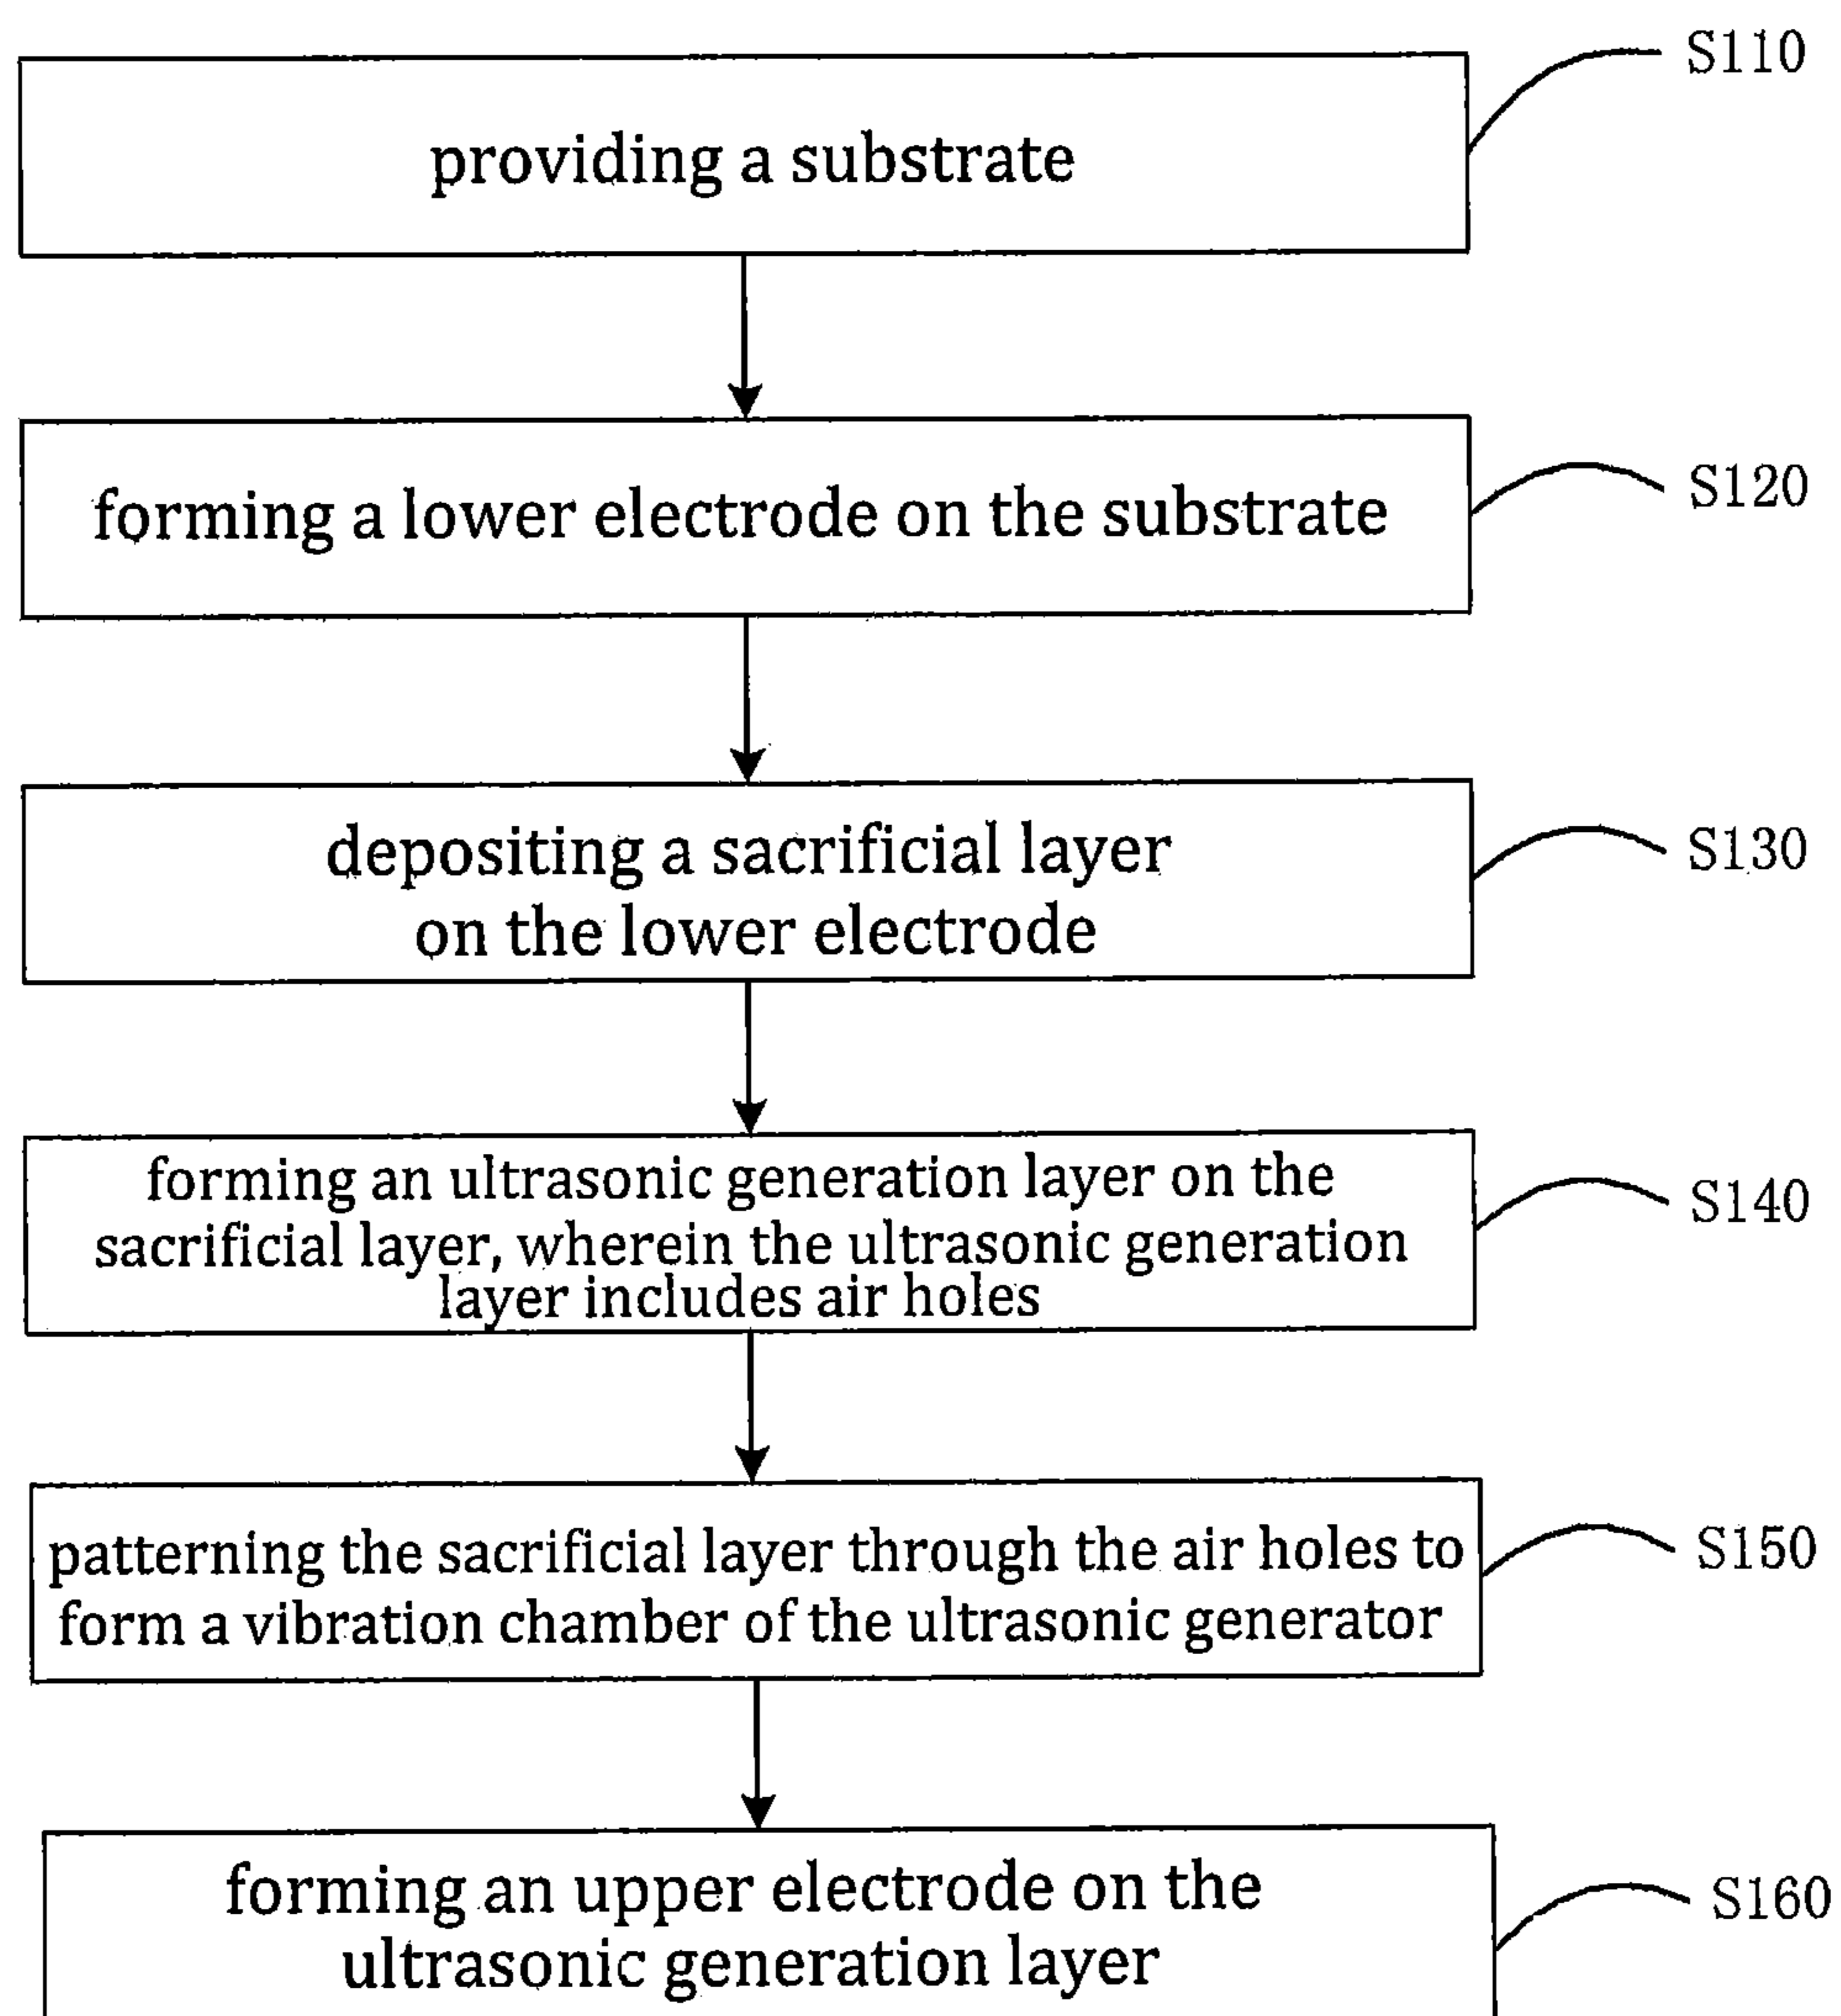 S110
providing a substrate
S120
forming a lower electrode on the substrate
S130
depositing a sacrificial layer
on the lower electrode
S140
forming an ultrasonic generation layer on the
sacrificial layer, wherein the ultrasonic generation
layer includes air holes
S150
patterning the sacrificial layer through the air holes to
form a vibration chamber of the ultrasonic generator
S160
forming an upper electrode on the
ultrasonic generation layer